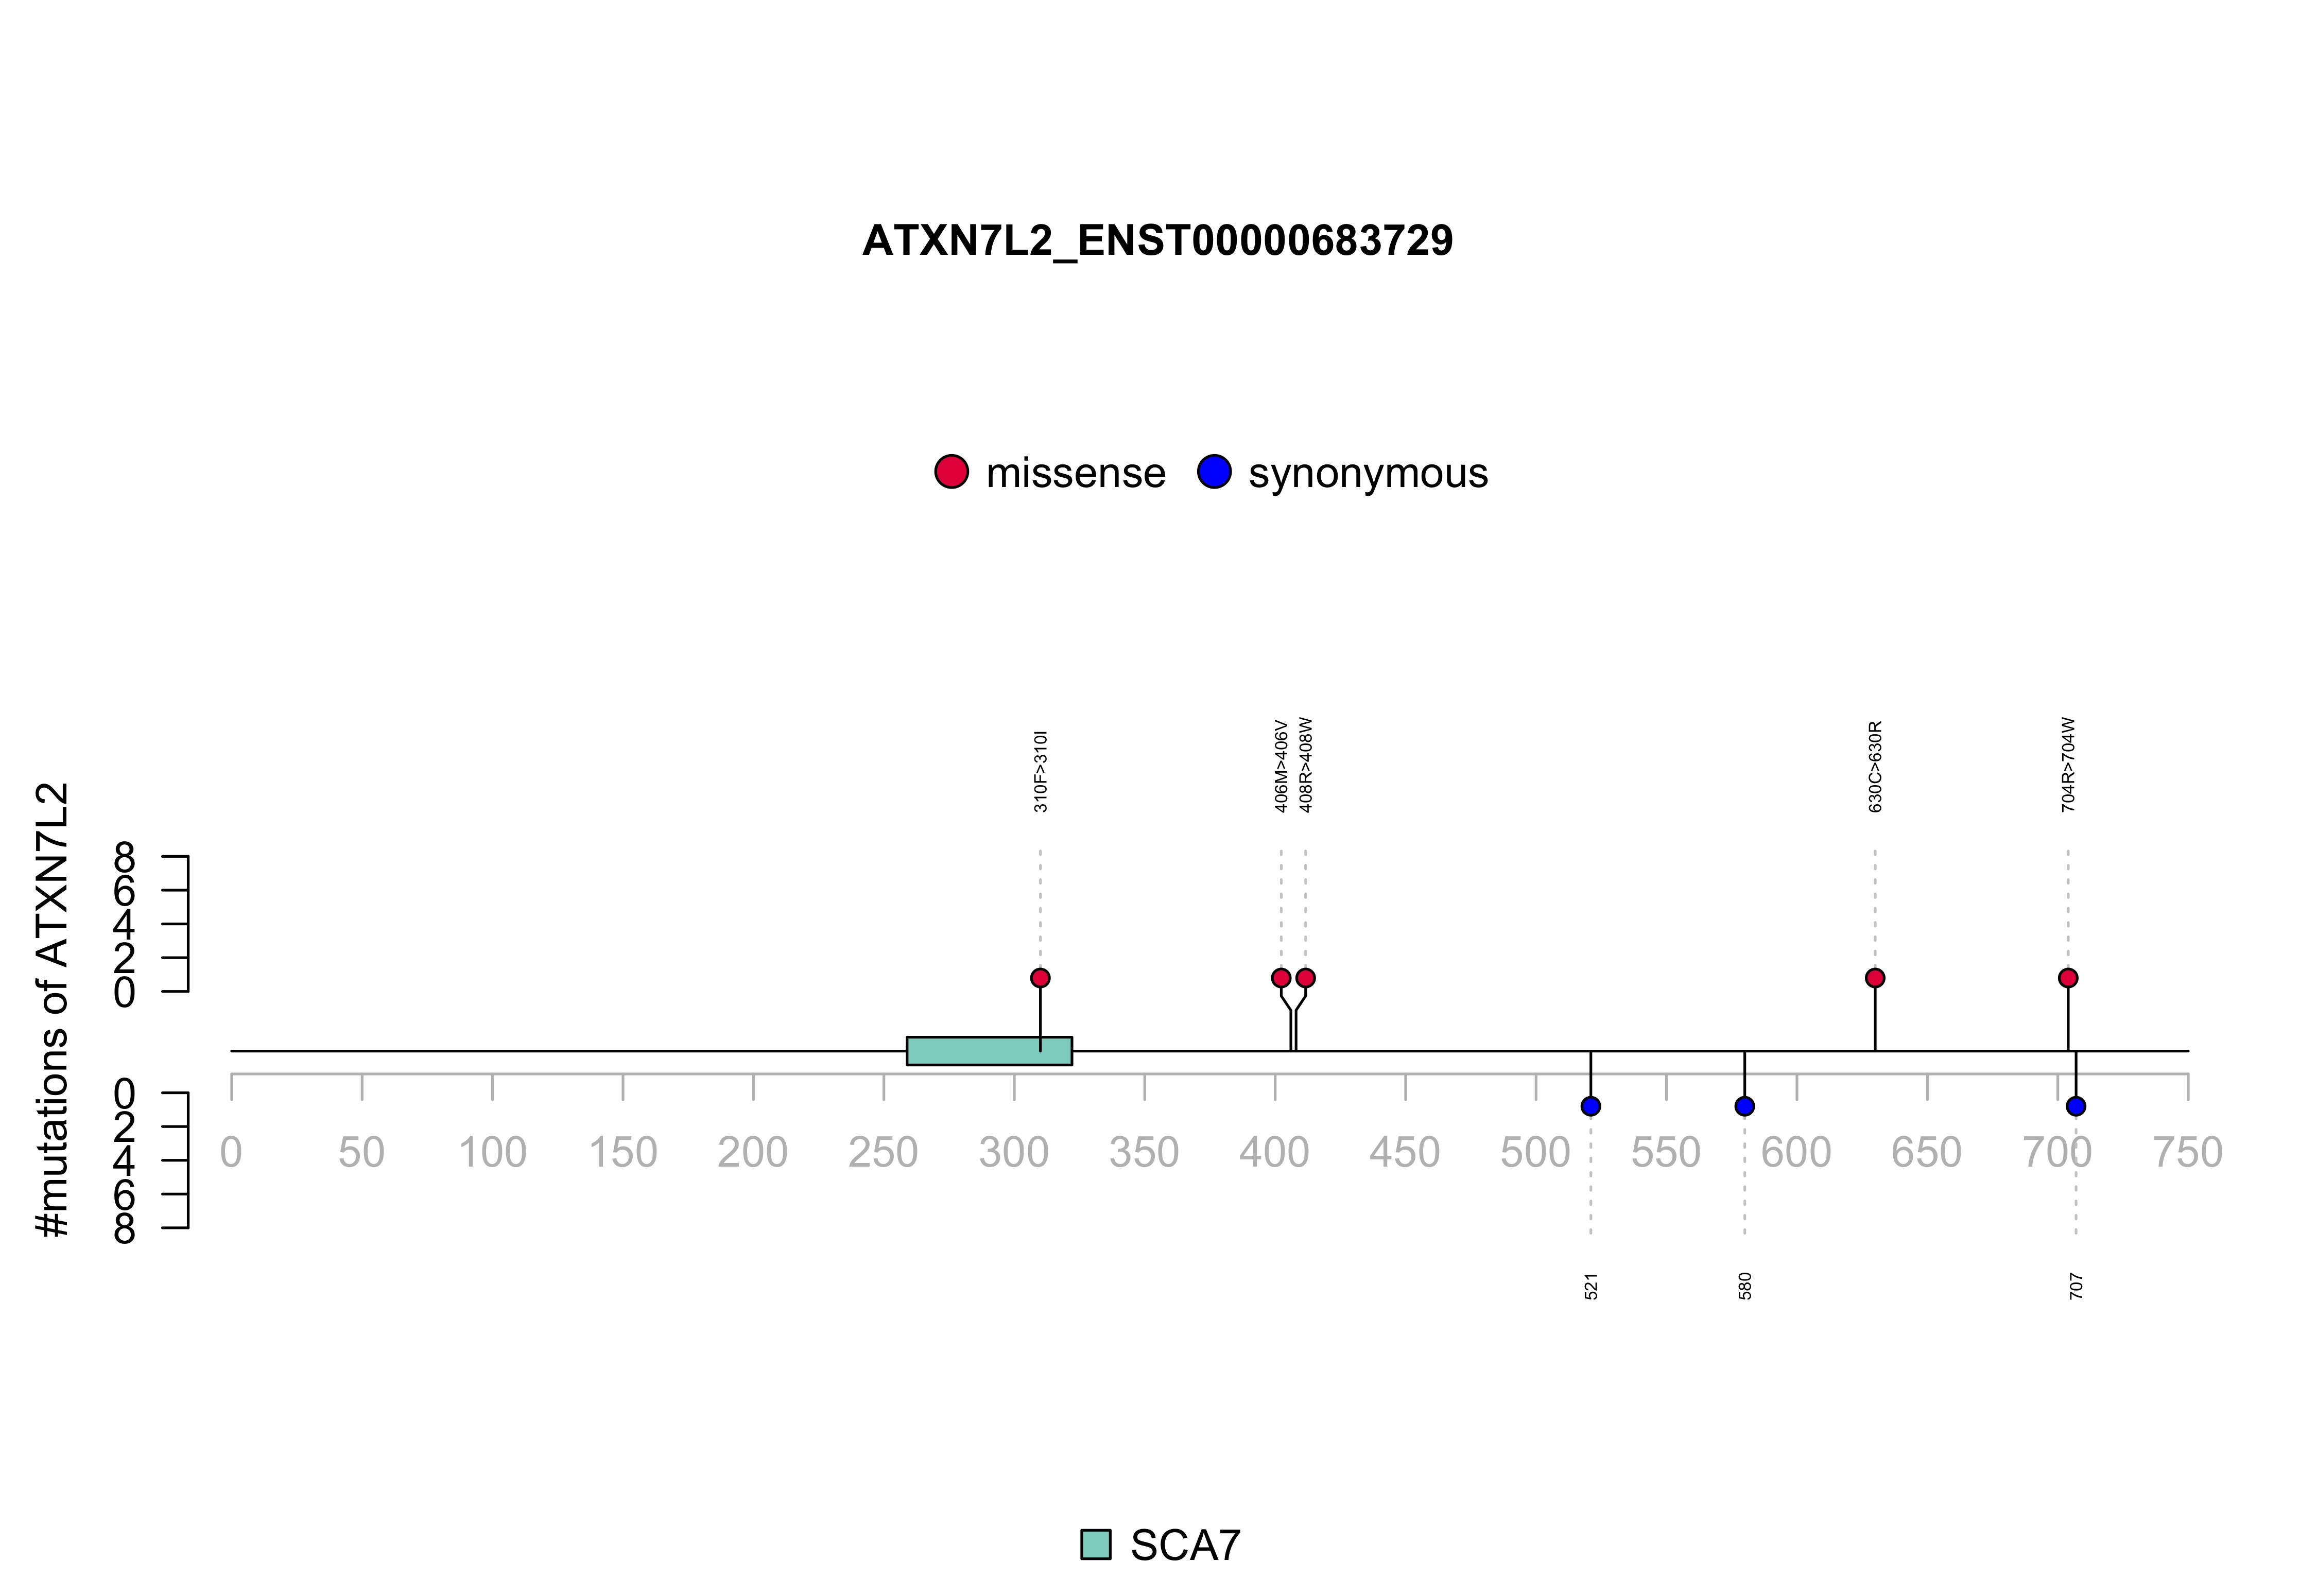 ATXN7L2_ENST00000683729
missense synonymous
310F>310I
406M>406V
408R>408W
630C>630R
704R>704W
#mutations of ATXN7L2
8
6
4
2
0
0
2
4
6
8
0 50 100 150 200 250 300 350 400 450 500 550 600 650 700 750
521
580
707
SCA7